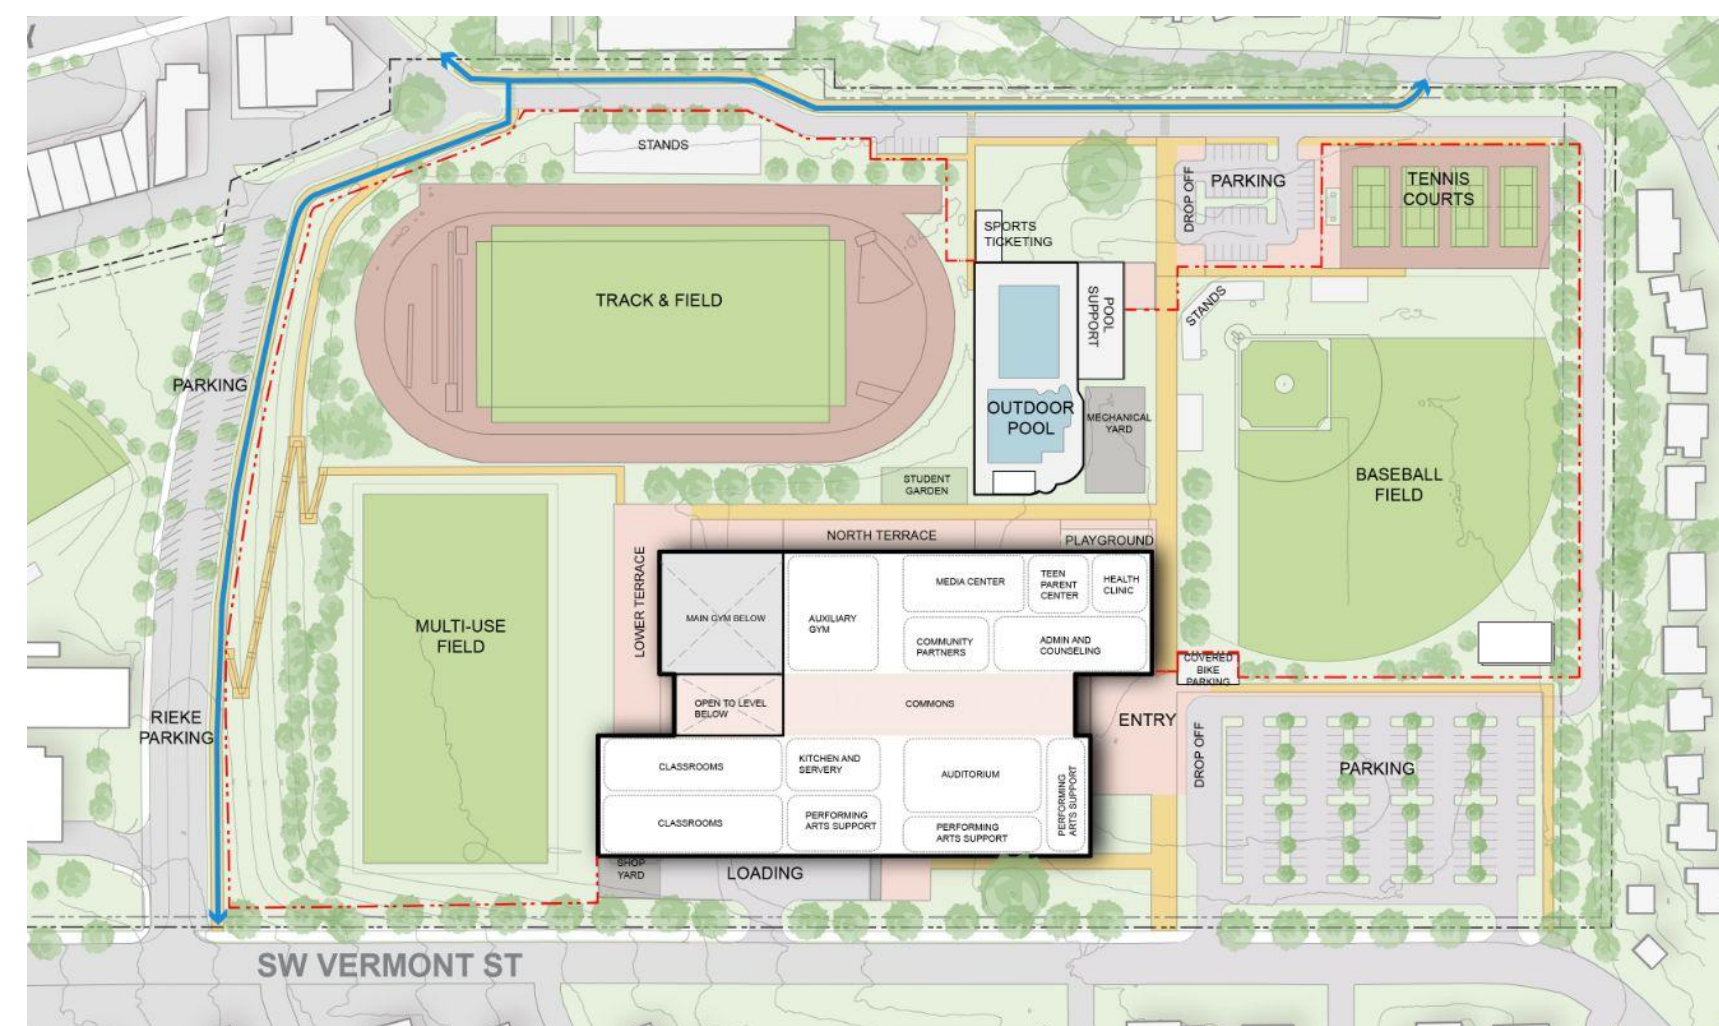 Y
STANDS
DROP OFF
PARKING
TENNIS
COURTS
SPORTS
TICKETING
TRACK & FIELD
POOL
SUPPORT
STANDS
PARKING
OUTDOOR
POOL
MECHANICAL
YARD
BASEBALL
FIELD
STUDENT
GARDEN
NORTH TERRACE
PLAYGROUND
LOWER TERRACE
MULTI-USE
FIELD
MAIN GYM BELOW
AUXILIARY
GYM
MEDIA CENTER
TEEN
PARENT
CENTER
HEALTH
CLINIC
COMMUNITY
PARTNERS
ADMIN AND
COUNSELING
COVERED
BIKE
PARKING
OPEN TO LEVEL
BELOW
COMMONS
ENTRY
RIEKE
PARKING
CLASSROOMS
KITCHEN AND
SERVERY
AUDITORIUM
PERFORMING
ARTS SUPPORT
DROP OFF
PARKING
CLASSROOMS
PERFORMING
ARTS SUPPORT
PERFORMING
ARTS SUPPORT
SHOP
YARD
LOADING
SW VERMONT ST